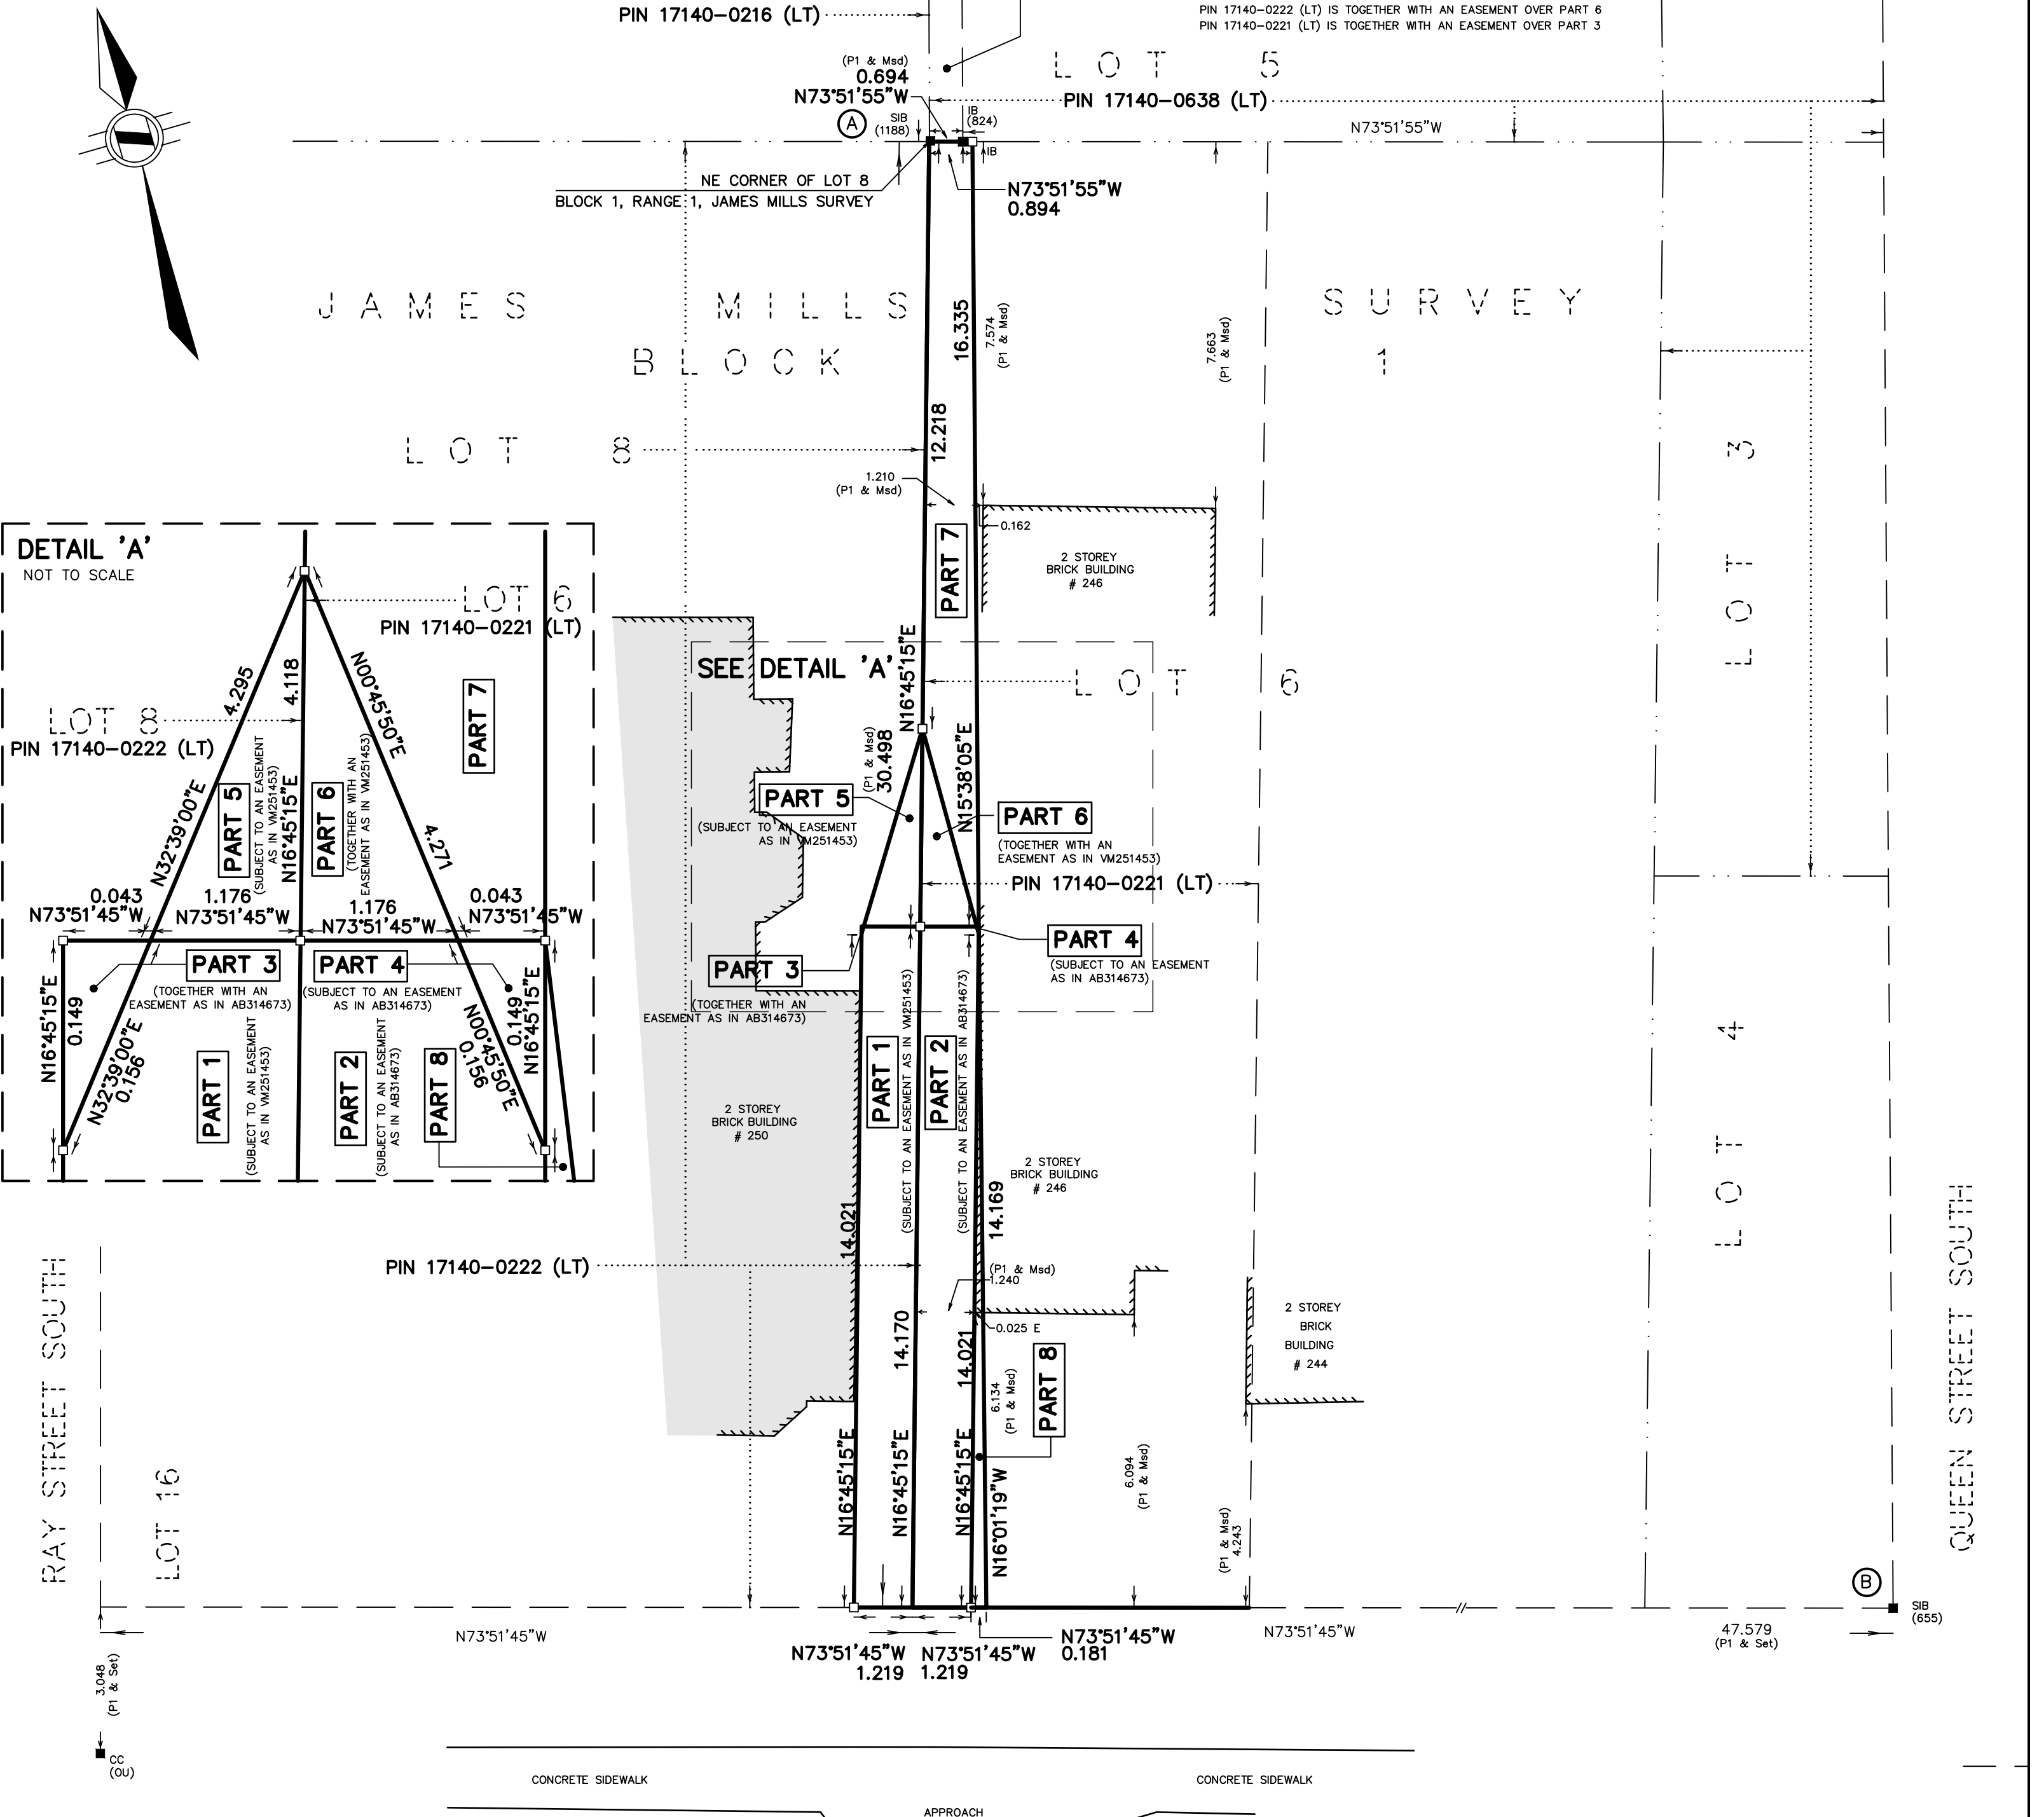 PIN 17140-0216 (LT)
PIN 17140-0222 (LT) IS TOGETHER WITH AN EASEMENT OVER PART 6
PIN 17140-0221 (LT) IS TOGETHER WITH AN EASEMENT OVER PART 3
LOT 5
(P1 & Msd)
0.694
N73°51'55"W
PIN 17140-0638 (LT)
A
SIB
(1188)
IB
(824)
N73°51'55"W
IB
NE CORNER OF LOT 8
BLOCK 1, RANGE 1, JAMES MILLS SURVEY
N73°51'55"W
0.894
JAMES MILLS SURVEY
BLOCK 1
16.335
7.574
(P1 & Msd)
7.663
(P1 & Msd)
12.218
LOT 8
LOT 3
1.210
(P1 & Msd)
0.162
PART 7
2 STOREY
BRICK BUILDING
# 246
DETAIL 'A'
NOT TO SCALE
LOT 6
PIN 17140-0221 (LT)
4.295
4.118
N00°45'50"E
PART 7
LOT 8
PIN 17140-0222 (LT)
N32°39'00"E
PART 5
(SUBJECT TO AN EASEMENT
AS IN VM251453)
N16°45'15"E
PART 6
(TOGETHER WITH AN
EASEMENT AS IN VM251453)
4.271
0.043
N73°51'45"W
1.176
N73°51'45"W
1.176
N73°51'45"W
0.043
N73°51'45"W
PART 3
(TOGETHER WITH AN
EASEMENT AS IN AB314673)
PART 4
(SUBJECT TO AN EASEMENT
AS IN AB314673)
N16°45'15"E
0.149
N32°39'00"E
0.156
PART 1
(SUBJECT TO AN EASEMENT
AS IN VM251453)
PART 2
(SUBJECT TO AN EASEMENT
AS IN AB314673)
PART 8
N00°45'50"E
0.156
0.149
N16°45'15"E
SEE DETAIL 'A'
N16°45'15"E
LOT 6
(P1 & Msd)
30.498
N15°38'05"E
PART 5
(SUBJECT TO AN EASEMENT
AS IN VM251453)
PART 6
(TOGETHER WITH AN
EASEMENT AS IN VM251453)
PIN 17140-0221 (LT)
PART 4
(SUBJECT TO AN EASEMENT
AS IN AB314673)
PART 3
(TOGETHER WITH AN
EASEMENT AS IN AB314673)
PART 1
(SUBJECT TO AN EASEMENT AS IN VM251453)
PART 2
(SUBJECT TO AN EASEMENT AS IN AB314673)
LOT 4
2 STOREY
BRICK BUILDING
# 250
2 STOREY
BRICK BUILDING
# 246
14.021
14.169
PIN 17140-0222 (LT)
(P1 & Msd)
1.240
0.025 E
14.170
14.021
6.134
(P1 & Msd)
PART 8
2 STOREY
BRICK
BUILDING
# 244
RAY STREET SOUTH
LOT 16
QUEEN STREET SOUTH
N16°45'15"E
N16°45'15"E
N16°45'15"E
N16°01'19"W
6.094
(P1 & Msd)
(P1 & Msd)
4.243
B
SIB
(655)
N73°51'45"W
N73°51'45"W
1.219
N73°51'45"W
1.219
N73°51'45"W
0.181
N73°51'45"W
47.579
(P1 & Set)
3.048
(P1 & Set)
CC
(OU)
CONCRETE SIDEWALK
CONCRETE SIDEWALK
APPROACH